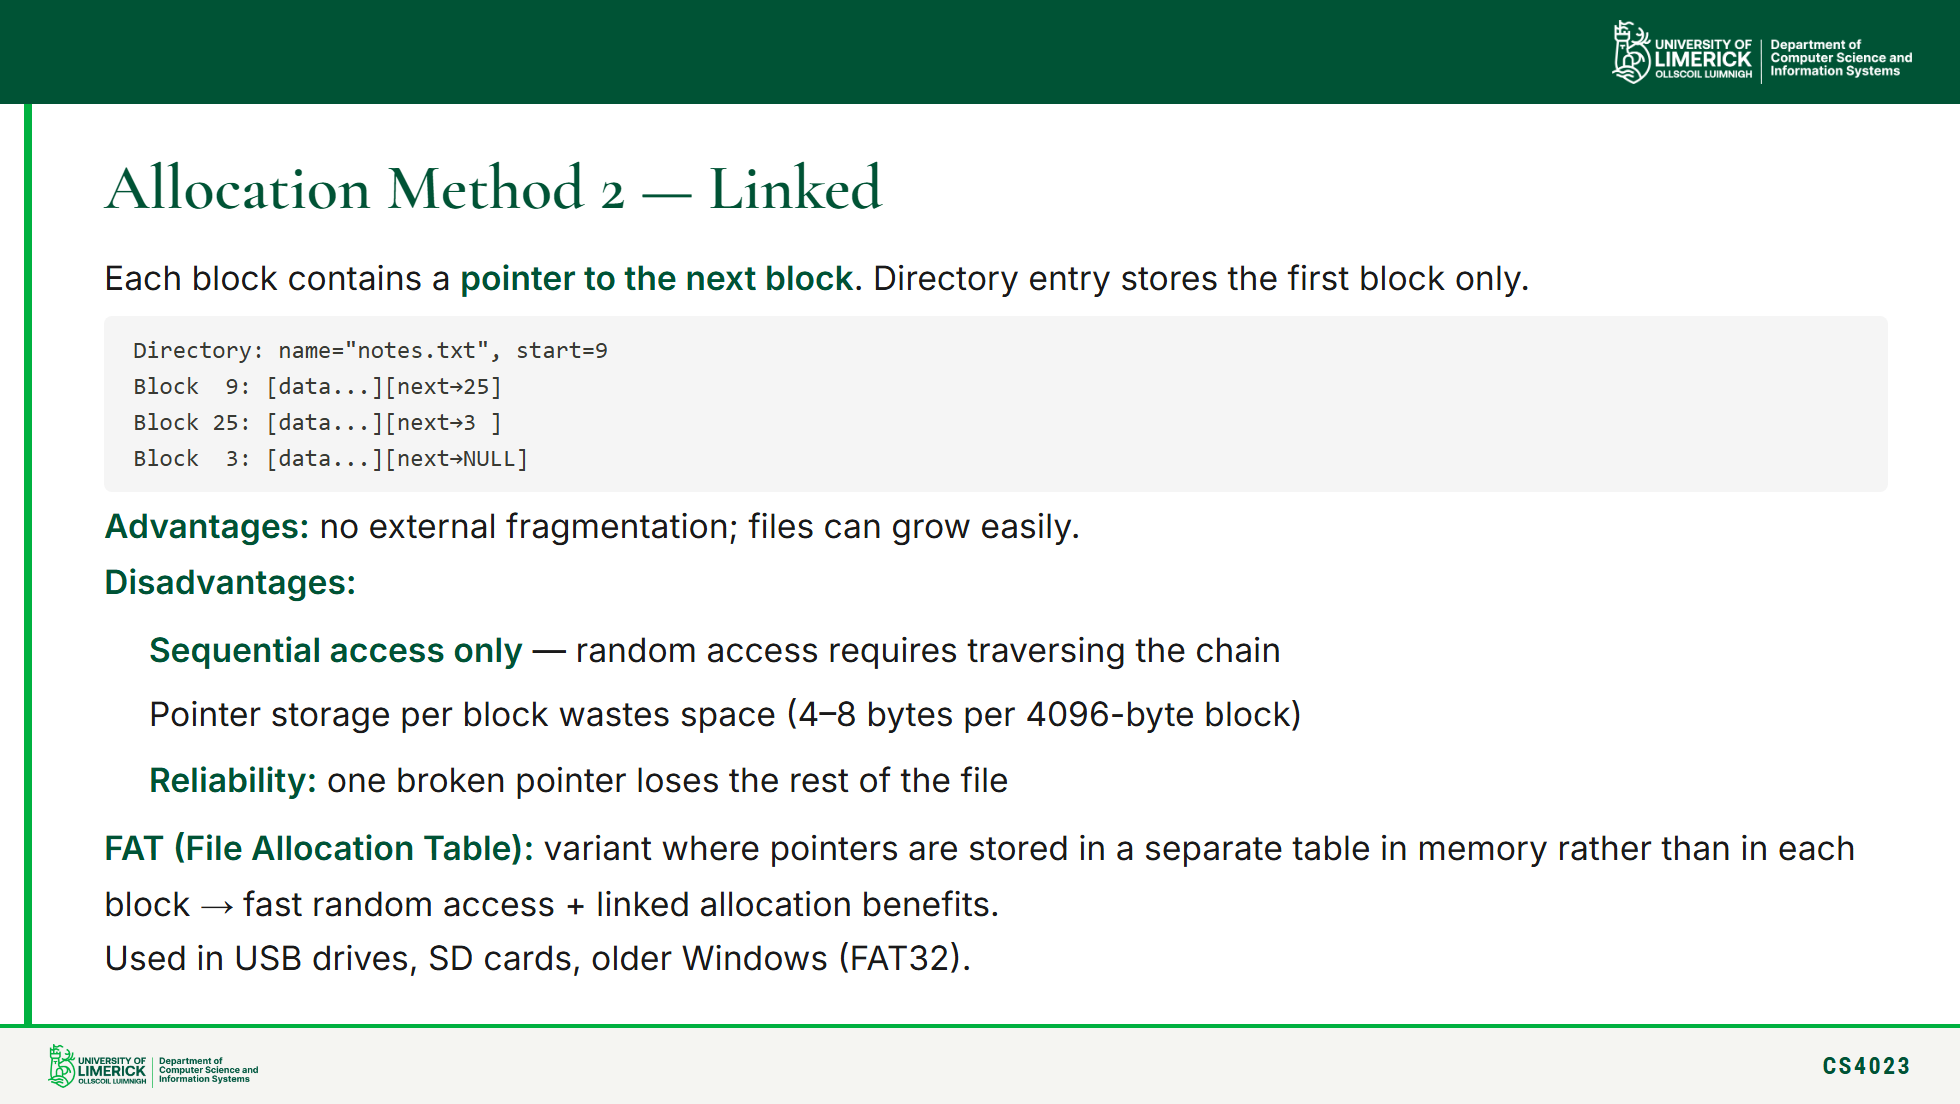 UNIVERSITY OF
LIMERICK
OLLSCOIL LUIMNIGH
Department of
Computer Science and
Information Systems
Allocation Method 2 — Linked
Each block contains a pointer to the next block. Directory entry stores the first block only.
Directory: name="notes.txt", start=9
Block  9: [data...][next→25]
Block 25: [data...][next→3 ]
Block  3: [data...][next→NULL]
Advantages: no external fragmentation; files can grow easily.
Disadvantages:
Sequential access only — random access requires traversing the chain
Pointer storage per block wastes space (4–8 bytes per 4096-byte block)
Reliability: one broken pointer loses the rest of the file
FAT (File Allocation Table): variant where pointers are stored in a separate table in memory rather than in each
block → fast random access + linked allocation benefits.
Used in USB drives, SD cards, older Windows (FAT32).
UNIVERSITY OF
LIMERICK
OLLSCOIL LUIMNIGH
Department of
Computer Science and
Information Systems
CS4023